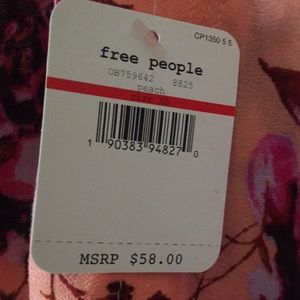 CP1350 5 5
free people
OB759642 8825
peach
1 90383 94827 0
MSRP $58.00